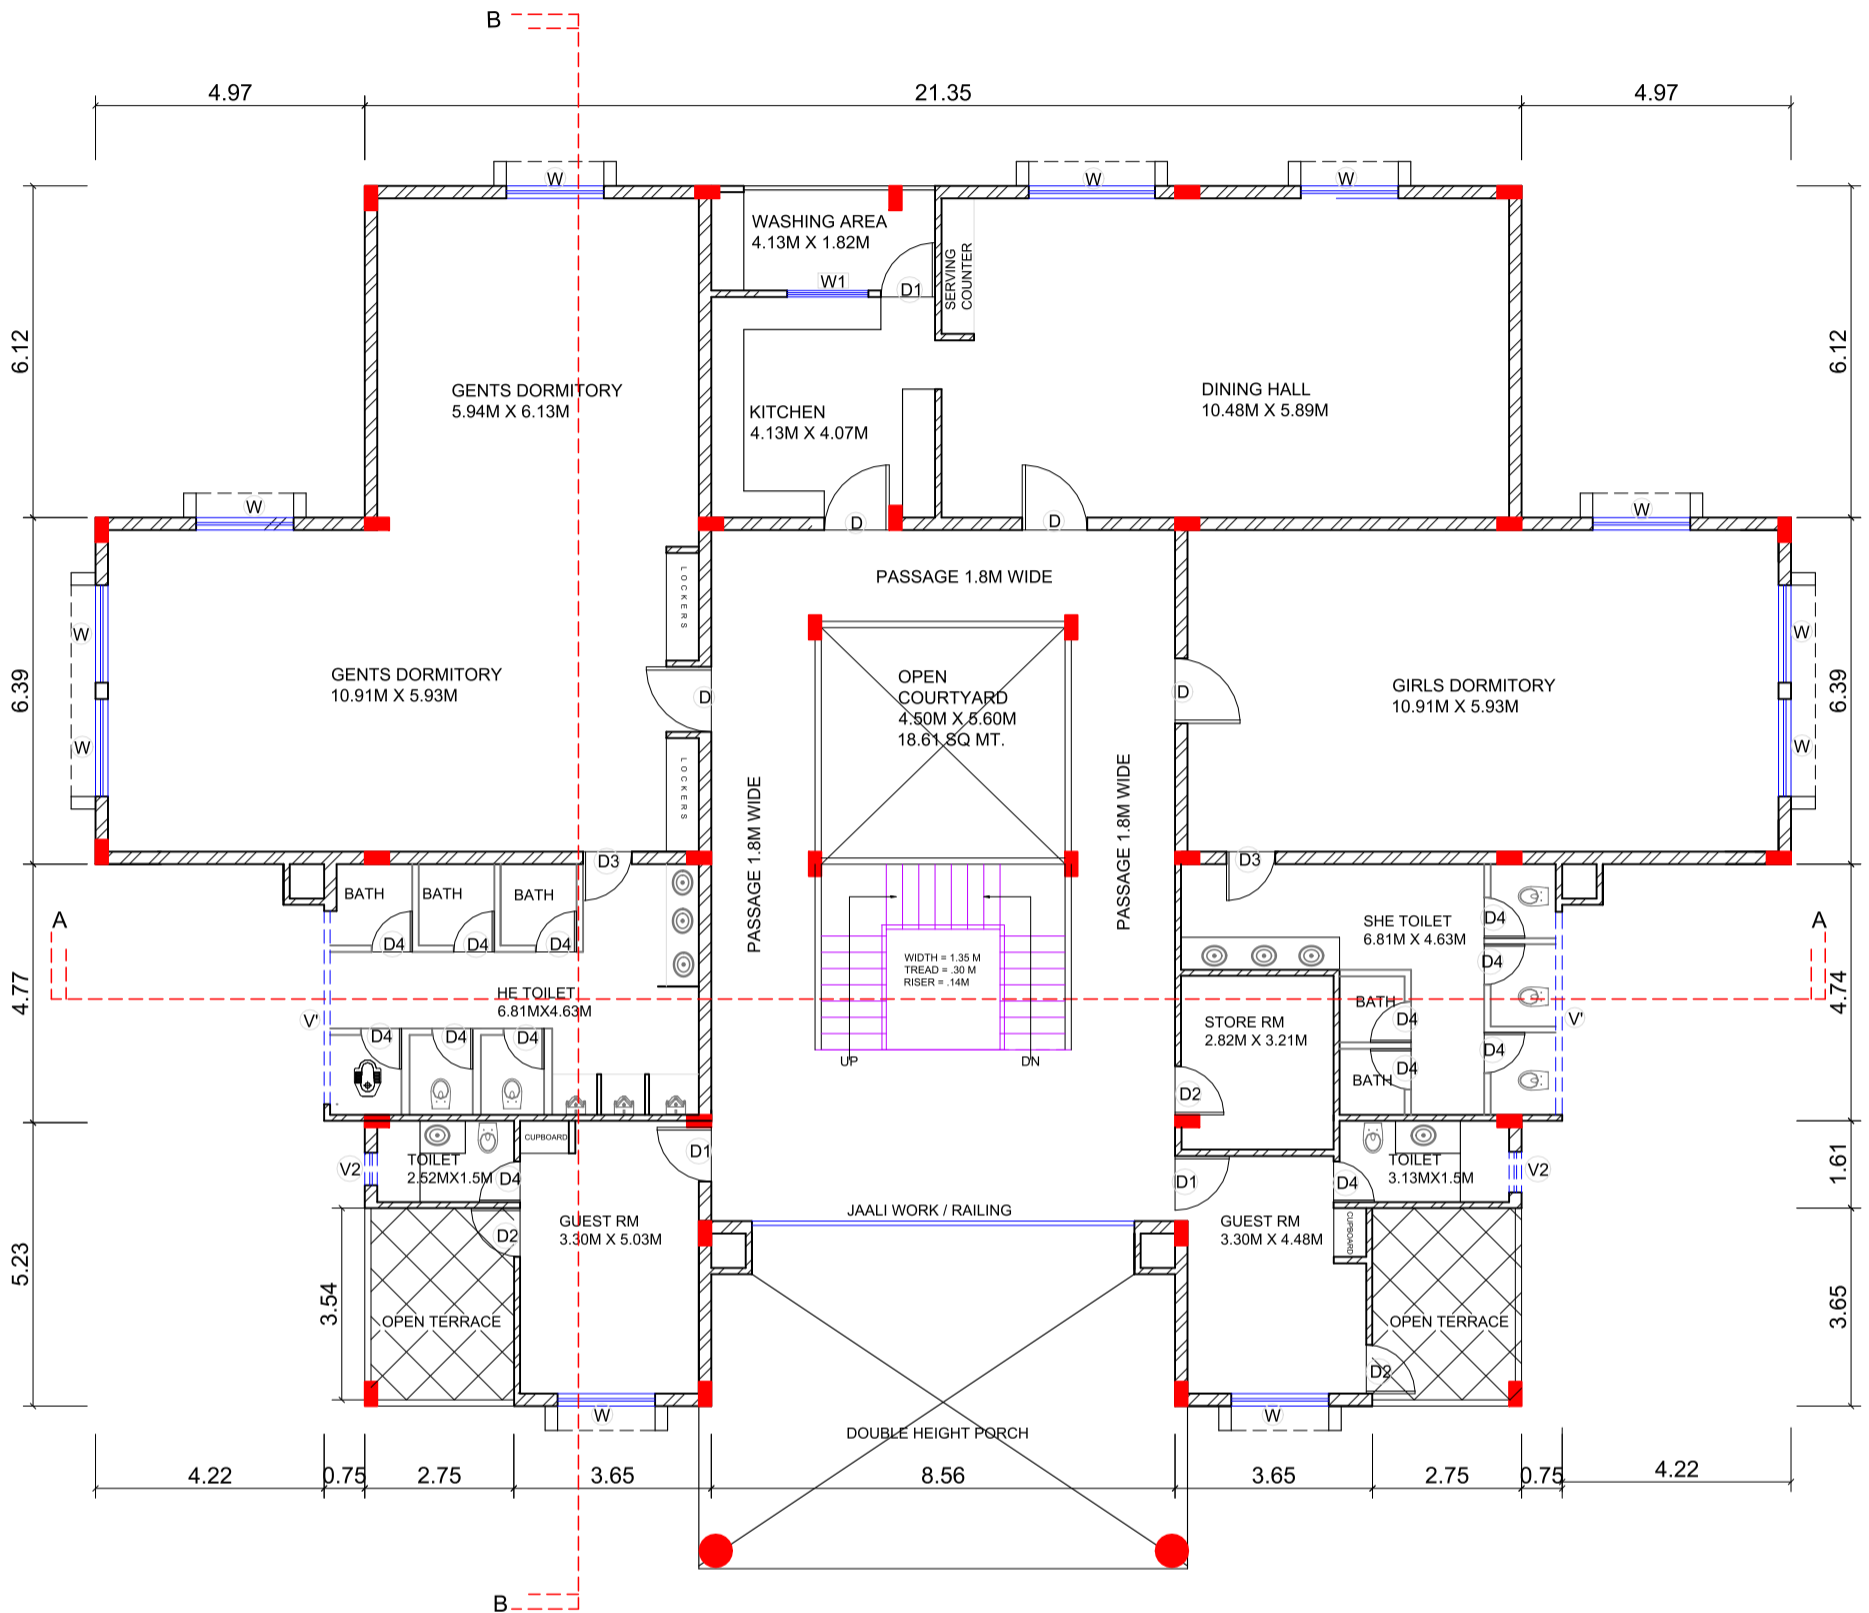 B
4.97
21.35
4.97
W
W
W
WASHING AREA
4.13M X 1.82M
W1
D1
SERVING
COUNTER
6.12
6.12
GENTS DORMITORY
5.94M X 6.13M
KITCHEN
4.13M X 4.07M
DINING HALL
10.48M X 5.89M
W
D
D
W
PASSAGE 1.8M WIDE
LOCKERS
W
W
GENTS DORMITORY
10.91M X 5.93M
D
OPEN
COURTYARD
4.50M X 5.60M
18.61 SQ MT.
D
GIRLS DORMITORY
10.91M X 5.93M
6.39
6.39
W
W
LOCKERS
PASSAGE 1.8M WIDE
PASSAGE 1.8M WIDE
D3
D3
BATH
BATH
BATH
D4
D4
D4
A
A
SHE TOILET
6.81M X 4.63M
D4
D4
WIDTH = 1.35 M
TREAD = .30 M
RISER = .14M
4.77
4.74
HE TOILET
6.81MX4.63M
V'
BATH
D4
V'
STORE RM
2.82M X 3.21M
D4
D4
D4
D4
UP
DN
BATH
D4
D2
CUPBOARD
D1
V2
TOILET
2.52MX1.5M
D4
D1
D4
TOILET
3.13MX1.5M
V2
1.61
JAALI WORK / RAILING
GUEST RM
3.30M X 5.03M
D2
GUEST RM
3.30M X 4.48M
CUPBOARD
5.23
3.54
OPEN TERRACE
OPEN TERRACE
3.65
D2
W
W
DOUBLE HEIGHT PORCH
4.22
0.75
2.75
3.65
8.56
3.65
2.75
0.75
4.22
B